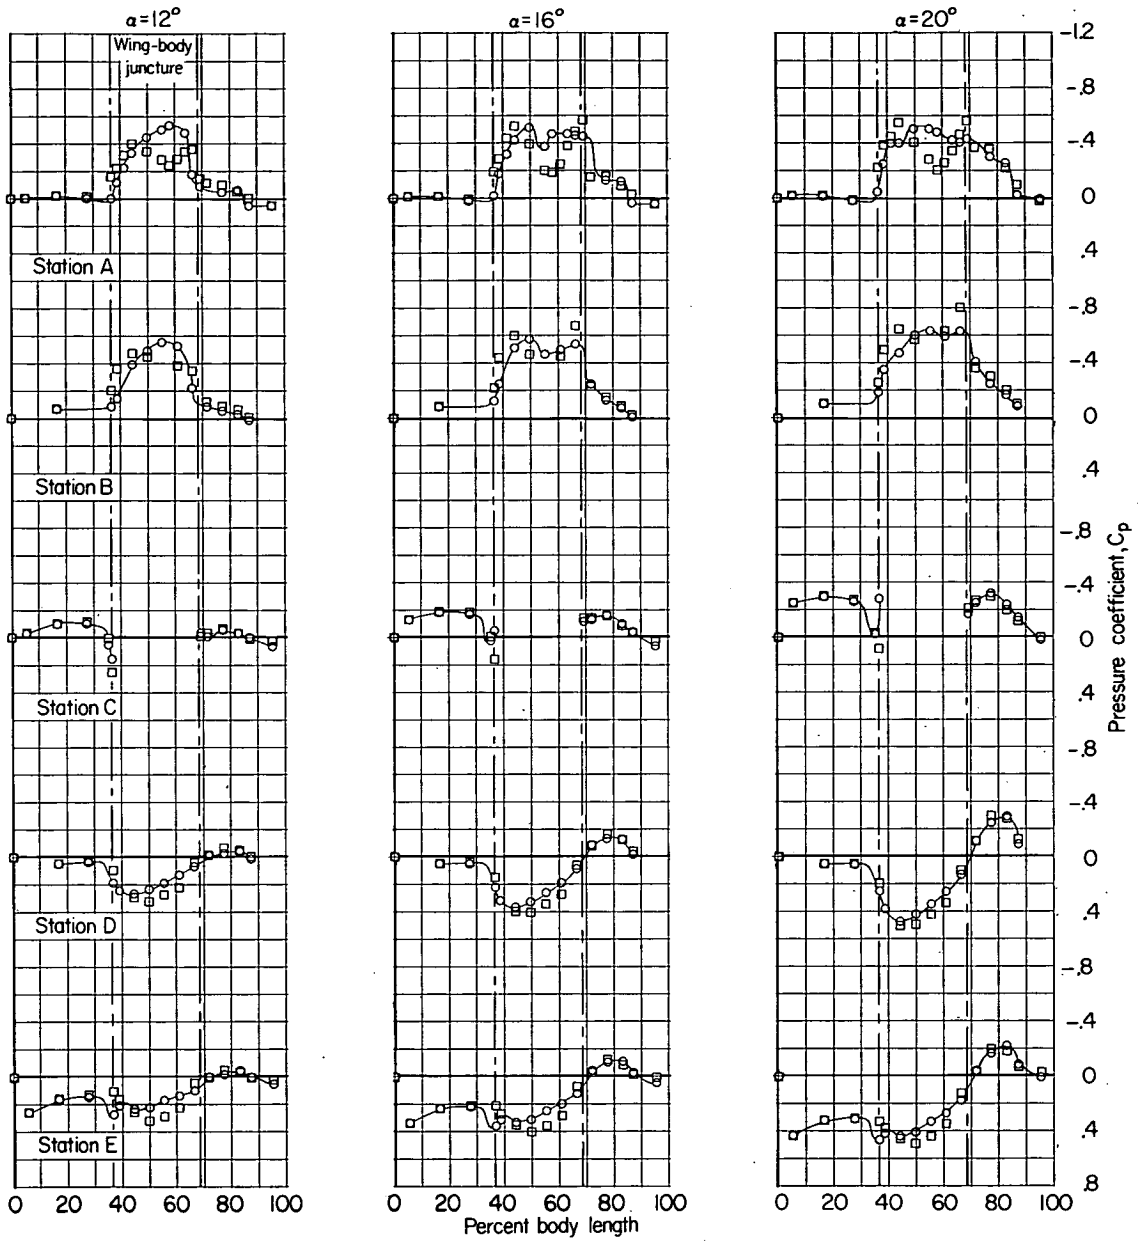 α=12°
α=16°
α=20°
Wing-body
juncture
-1.2
-.8
-.4
0
.4
-.8
-.4
0
.4
-.8
-.4
0
.4
-.8
-.4
0
.4
-.8
-.4
0
.4
.8
Station A
Station B
Station C
Station D
Station E
Pressure coefficient, Cp
0 20 40 60 80 100
0 20 40 60 80 100
0 20 40 60 80 100
Percent body length